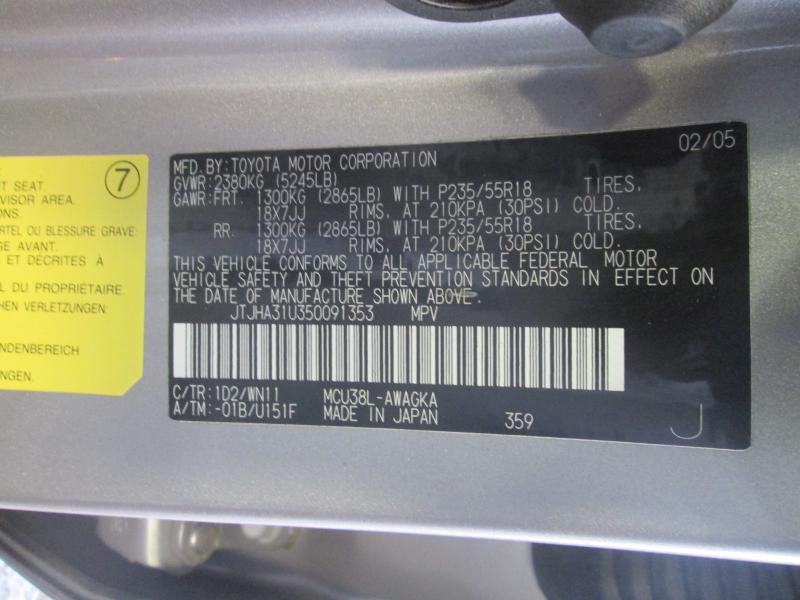 7
T SEAT.
VISOR AREA.
ONS.
RTEL OU BLESSURE GRAVE
GE AVANT.
ET DÉCRITES À
U PROPRIÉTAIRE.
HEN VERLETZUNGEN:
NDENBEREICH
NGEN.
02/05
MFD. BY: TOYOTA MOTOR CORPORATION
GVWR: 2380KG (5245LB)
GAWR: FRT. 1300KG (2865LB) WITH P235/55R18 TIRES,
18X7JJ RIMS, AT 210KPA (30PSI) COLD.
RR. 1300KG (2865LB) WITH P235/55R18 TIRES,
18X7JJ RIMS, AT 210KPA (30PSI) COLD.
THIS VEHICLE CONFORMS TO ALL APPLICABLE FEDERAL MOTOR
VEHICLE SAFETY AND THEFT PREVENTION STANDARDS IN EFFECT ON
THE DATE OF MANUFACTURE SHOWN ABOVE.
JTJHA31U350091353 MPV
C/TR: 1D2/WN11 MCU38L-AWAGKA
A/TM: -01B/U151F MADE IN JAPAN 359
J